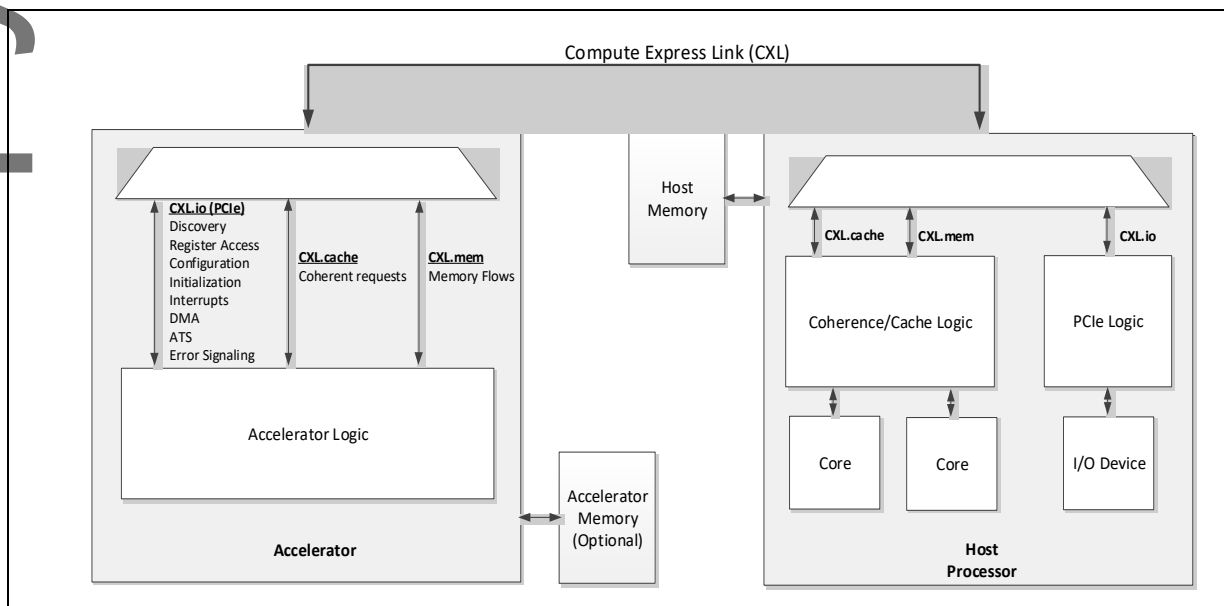 Compute Express Link (CXL)
CXL.io (PCIe)
Discovery
Register Access
Configuration
Initialization
Interrupts
DMA
ATS
Error Signaling
CXL.cache
Coherent requests
CXL.mem
Memory Flows
Accelerator Logic
Accelerator
Accelerator
Memory
(Optional)
Host
Memory
CXL.cache
CXL.mem
CXL.io
Coherence/Cache Logic
PCIe Logic
Core
Core
I/O Device
Host
Processor